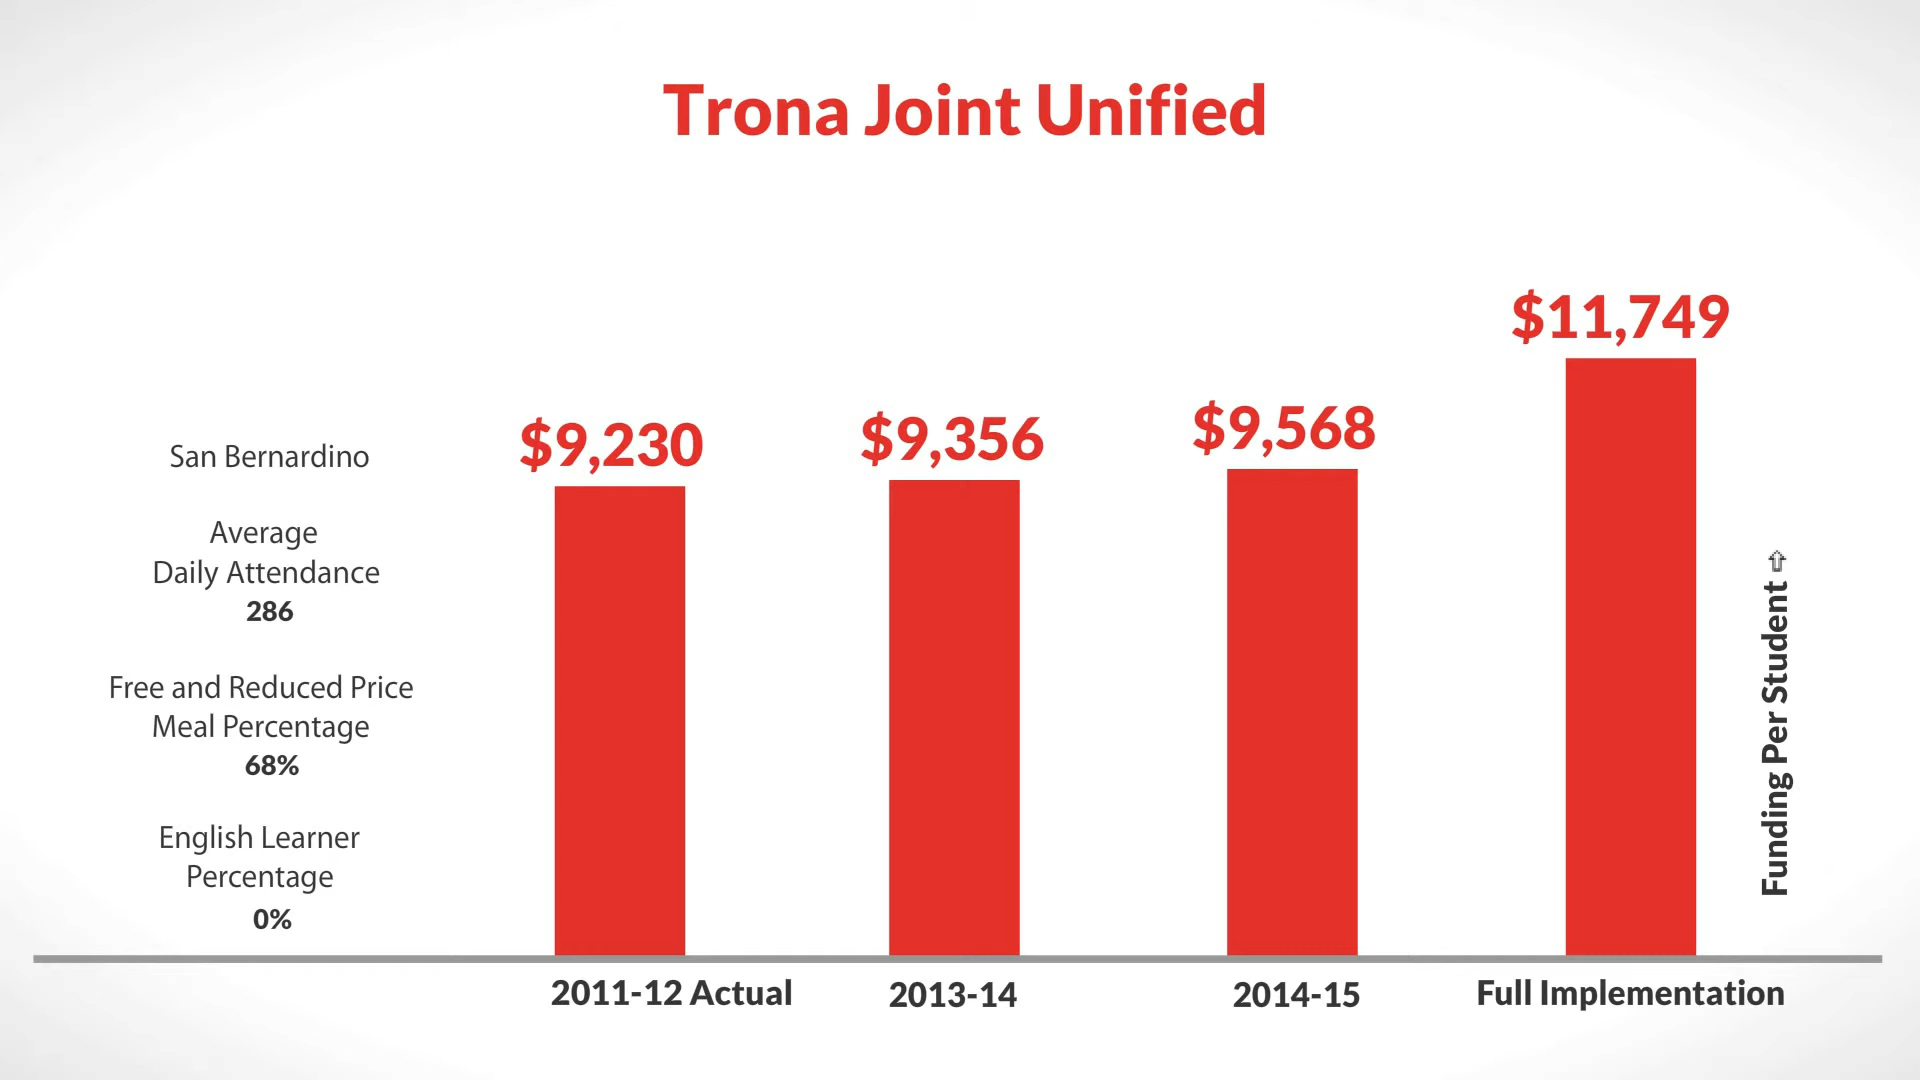 Trona Joint Unified
San Bernardino
Average
Daily Attendance
286
Free and Reduced Price
Meal Percentage
68%
English Learner
Percentage
0%
$9,230
$9,356
$9,568
$11,749
2011-12 Actual
2013-14
2014-15
Full Implementation
Funding Per Student ⇧